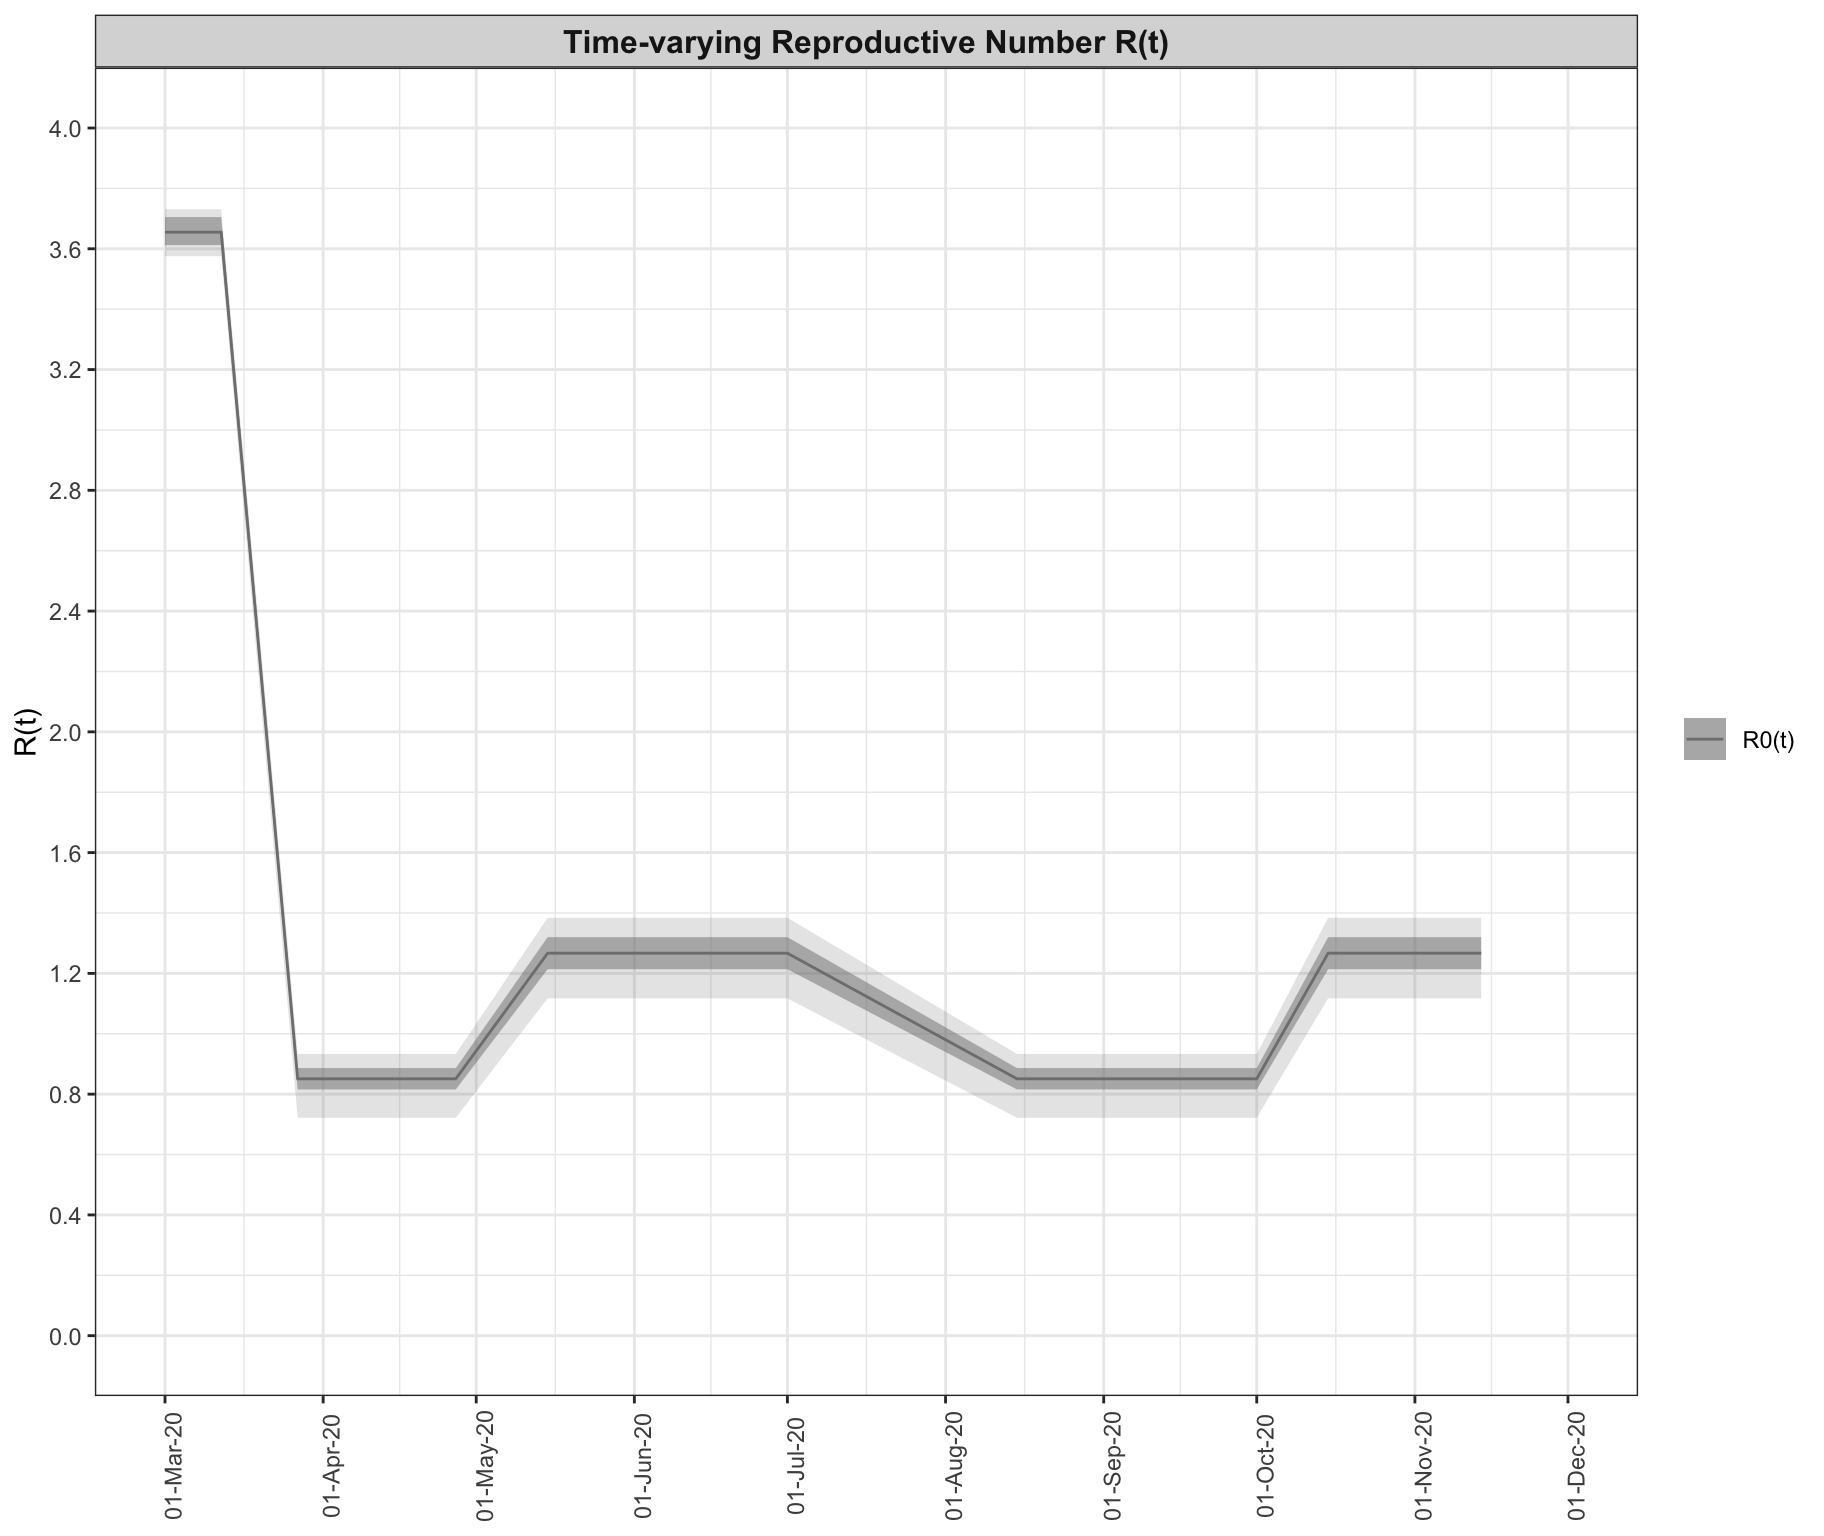 Time-varying Reproductive Number R(t)
4.0
3.6
3.2
2.8
2.4
2.0
1.6
1.2
0.8
0.4
0.0
R(t)
R0(t)
01-Mar-20
01-Apr-20
01-May-20
01-Jun-20
01-Jul-20
01-Aug-20
01-Sep-20
01-Oct-20
01-Nov-20
01-Dec-20